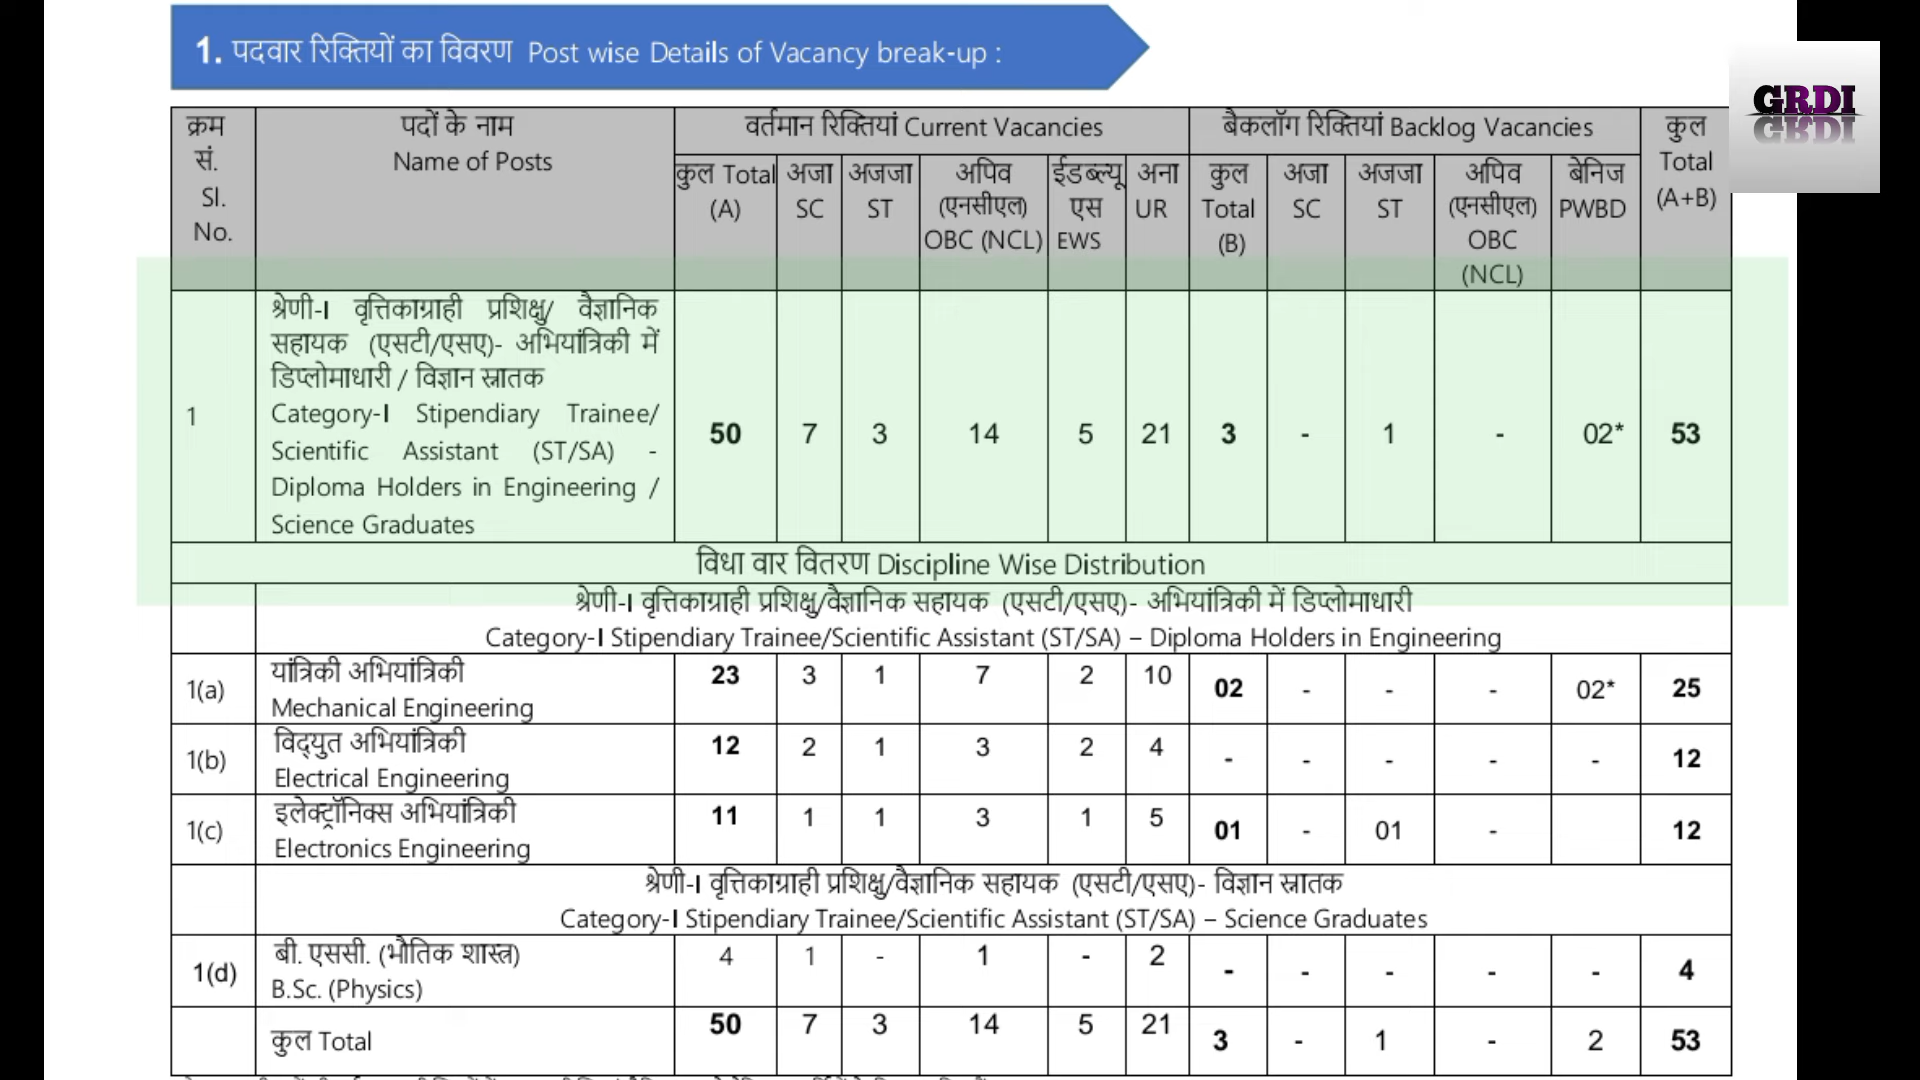 1. पदवार रिक्तियों का विवरण Post wise Details of Vacancy break-up :
GRDI
क्रम सं. Sl. No. पदों के नाम Name of Posts वर्तमान रिक्तियां Current Vacancies बैकलॉग रिक्तियां Backlog Vacancies कुल Total (A+B)
कुल Total (A) अजा SC अजजा ST अपिव (एनसीएल) OBC (NCL) ईडब्ल्यू एस EWS अना UR कुल Total (B) अजा SC अजजा ST अपिव (एनसीएल) OBC (NCL) बेनिज PWBD
श्रेणी-I वृत्तिकाग्राही प्रशिक्षु/ वैज्ञानिक
सहायक (एसटी/एसए)- अभियांत्रिकी में
डिप्लोमाधारी / विज्ञान स्नातक
1 Category-I Stipendiary Trainee/
Scientific Assistant (ST/SA) - 50 7 3 14 5 21 3 - 1 - 02* 53
Diploma Holders in Engineering /
Science Graduates
विधा वार वितरण Discipline Wise Distribution
श्रेणी-I वृत्तिकाग्राही प्रशिक्षु/वैज्ञानिक सहायक (एसटी/एसए)- अभियांत्रिकी में डिप्लोमाधारी
Category-I Stipendiary Trainee/Scientific Assistant (ST/SA) – Diploma Holders in Engineering
1(a) यांत्रिकी अभियांत्रिकी 23 3 1 7 2 10 02 - - - 02* 25
Mechanical Engineering
1(b) विद्युत अभियांत्रिकी 12 2 1 3 2 4 - - - - - 12
Electrical Engineering
1(c) इलेक्ट्रॉनिक्स अभियांत्रिकी 11 1 1 3 1 5 01 - 01 - 12
Electronics Engineering
श्रेणी-I वृत्तिकाग्राही प्रशिक्षु/वैज्ञानिक सहायक (एसटी/एसए)- विज्ञान स्नातक
Category-I Stipendiary Trainee/Scientific Assistant (ST/SA) – Science Graduates
1(d) बी. एससी. (भौतिक शास्त्र) 4 1 - 1 - 2 - - - - - 4
B.Sc. (Physics)
कुल Total 50 7 3 14 5 21 3 - 1 - 2 53